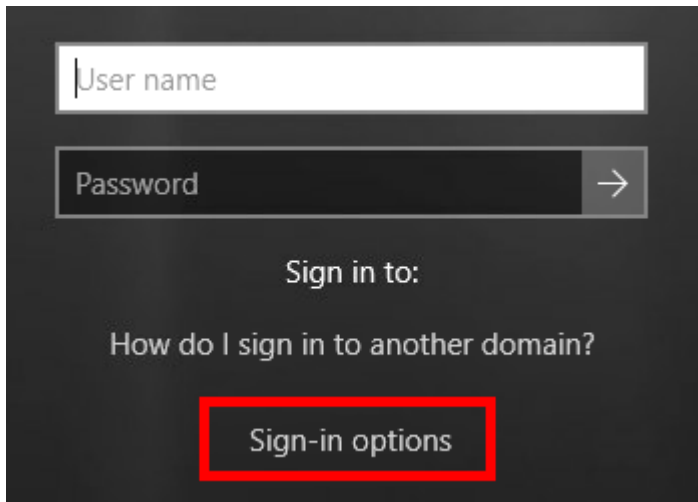 User name
Password
Sign in to:
How do I sign in to another domain?
Sign-in options